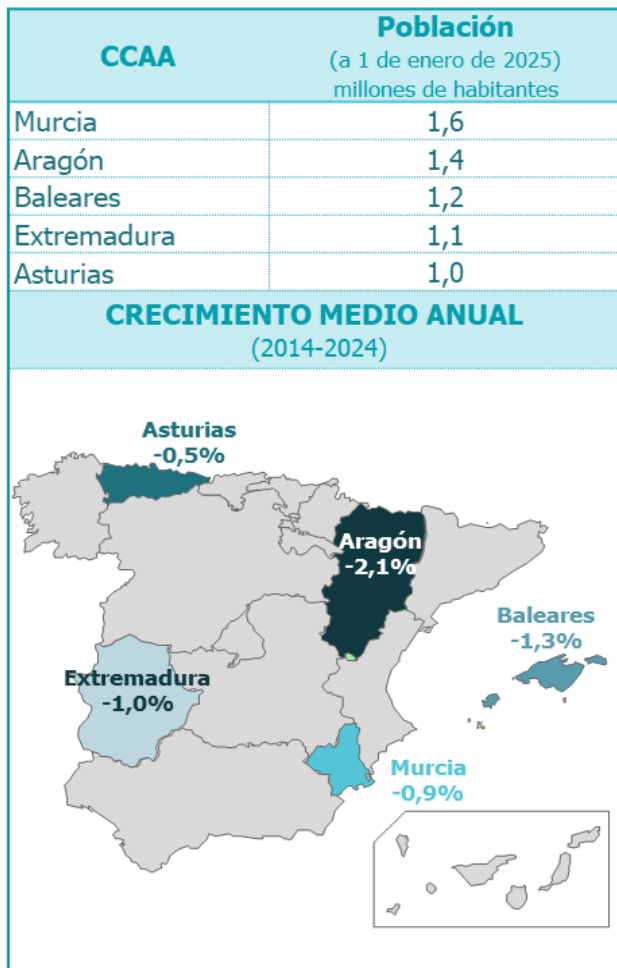 CCAA
Población
(a 1 de enero de 2025)
millones de habitantes
Murcia 1,6
Aragón 1,4
Baleares 1,2
Extremadura 1,1
Asturias 1,0
CRECIMIENTO MEDIO ANUAL
(2014-2024)
Asturias
-0,5%
Aragón
-2,1%
Baleares
-1,3%
Extremadura
-1,0%
Murcia
-0,9%